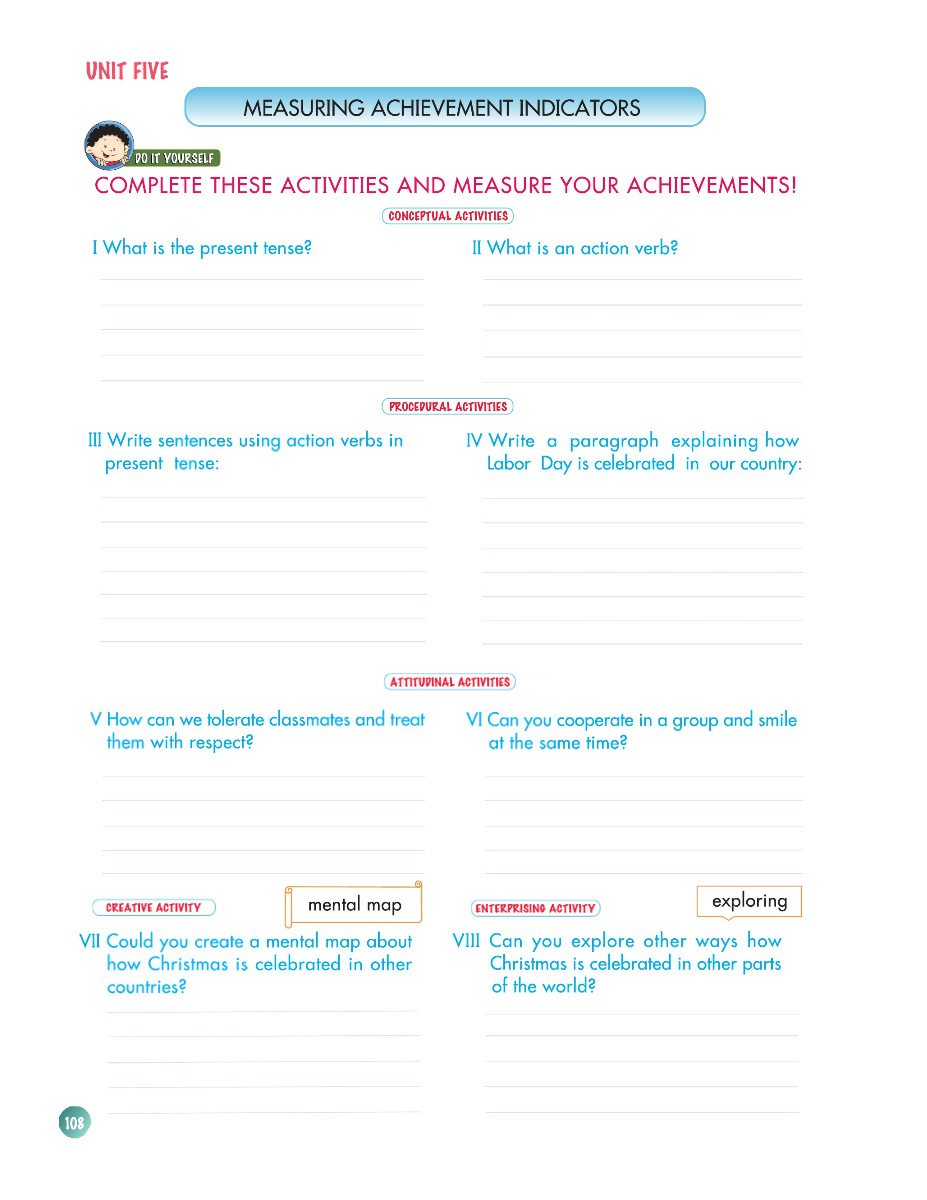 UNIT FIVE
MEASURING ACHIEVEMENT INDICATORS
DO IT YOURSELF
COMPLETE THESE ACTIVITIES AND MEASURE YOUR ACHIEVEMENTS!
CONCEPTUAL ACTIVITIES
I What is the present tense?
II What is an action verb?
PROCEDURAL ACTIVITIES
III Write sentences using action verbs in
present tense:
IV Write a paragraph explaining how
Labor Day is celebrated in our country:
ATTITUDINAL ACTIVITIES
V How can we tolerate classmates and treat
them with respect?
VI Can you cooperate in a group and smile
at the same time?
CREATIVE ACTIVITY
mental map
VII Could you create a mental map about
how Christmas is celebrated in other
countries?
ENTERPRISING ACTIVITY
exploring
VIII Can you explore other ways how
Christmas is celebrated in other parts
of the world?
108